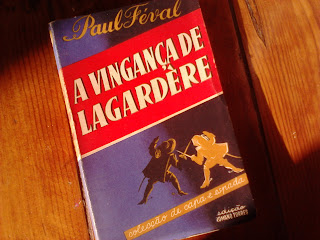 Paul Féval
A VINGANÇA DE
LAGARDÈRE
colecção de capa e espada
edição
ROMANO TORRES